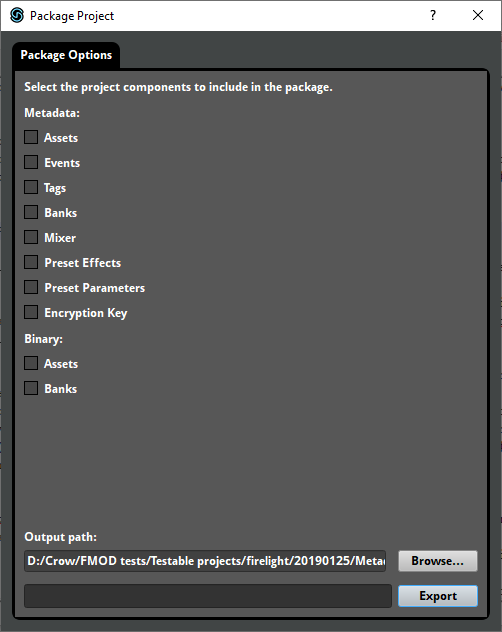 Package Project
?
Package Options
Select the project components to include in the package.
Metadata:
Assets
Events
Tags
Banks
Mixer
Preset Effects
Preset Parameters
Encryption Key
Binary:
Assets
Banks
Output path:
D:/Crow/FMOD tests/Testable projects/firelight/20190125/Metad
Browse...
Export